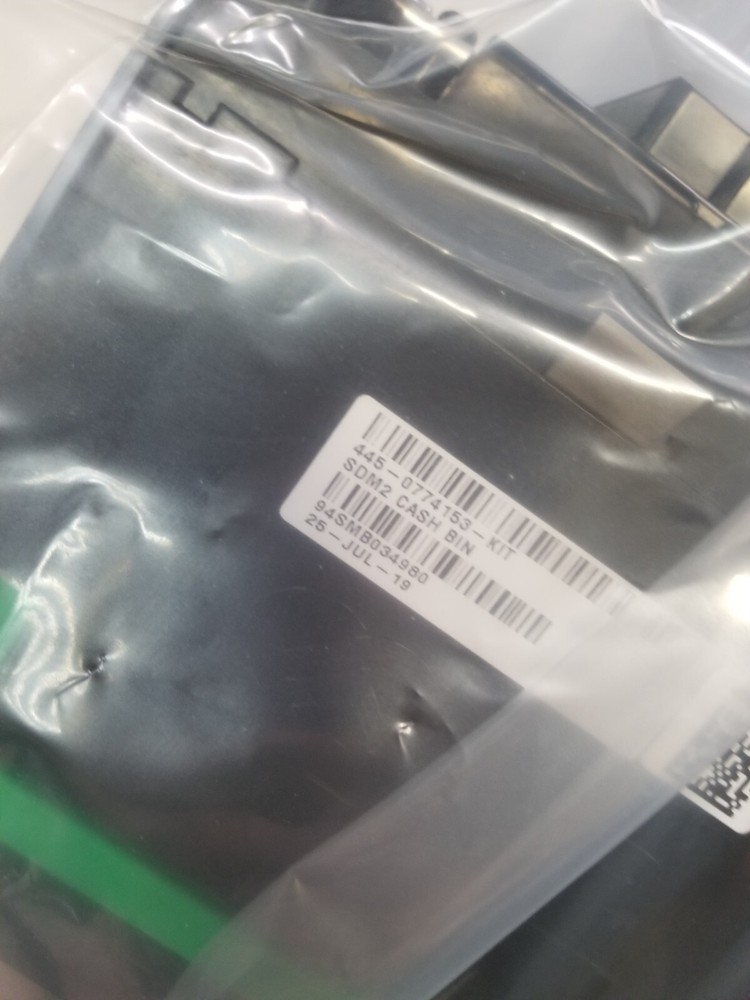 445-0774153-KIT
SDM2 CASH BIN
94SMB034980
25-JUL-19